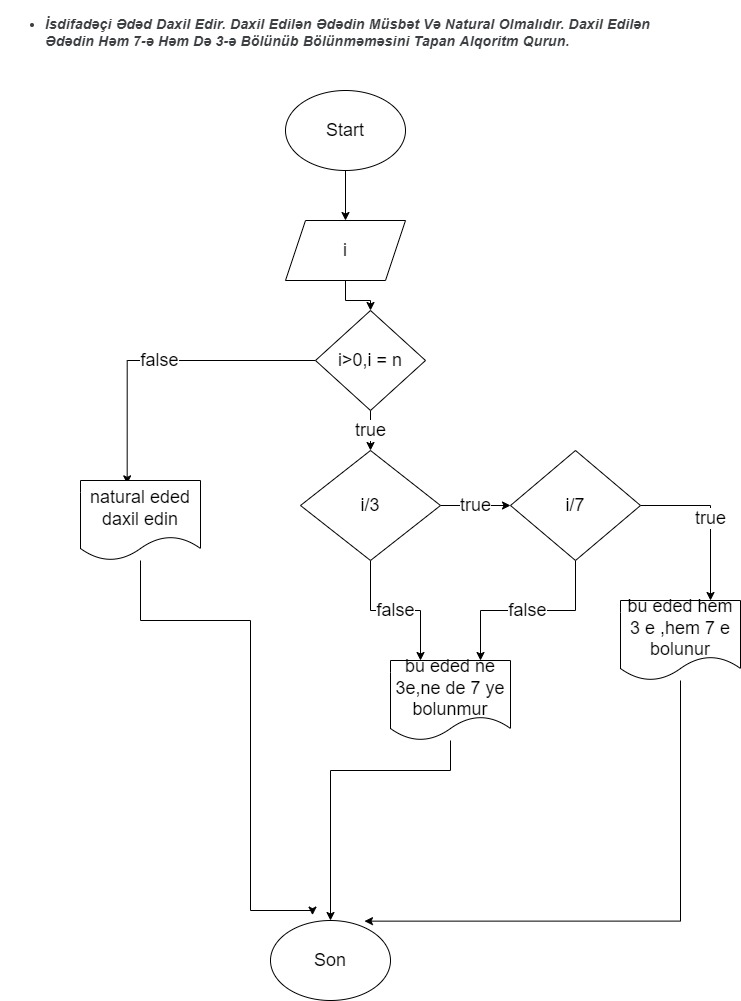 İsdifadəçi Ədəd Daxil Edir. Daxil Edilən Ədədin Müsbət Və Natural Olmalıdır. Daxil Edilən
Ədədin Həm 7-ə Həm Də 3-ə Bölünüb Bölünməməsini Tapan Alqoritm Qurun.
Start
i
false
i>0,i = n
true
natural eded
daxil edin
i/3
true
i/7
true
false
false
bu eded hem
3 e ,hem 7 e
bolunur
bu eded ne
3e,ne de 7 ye
bolunmur
Son